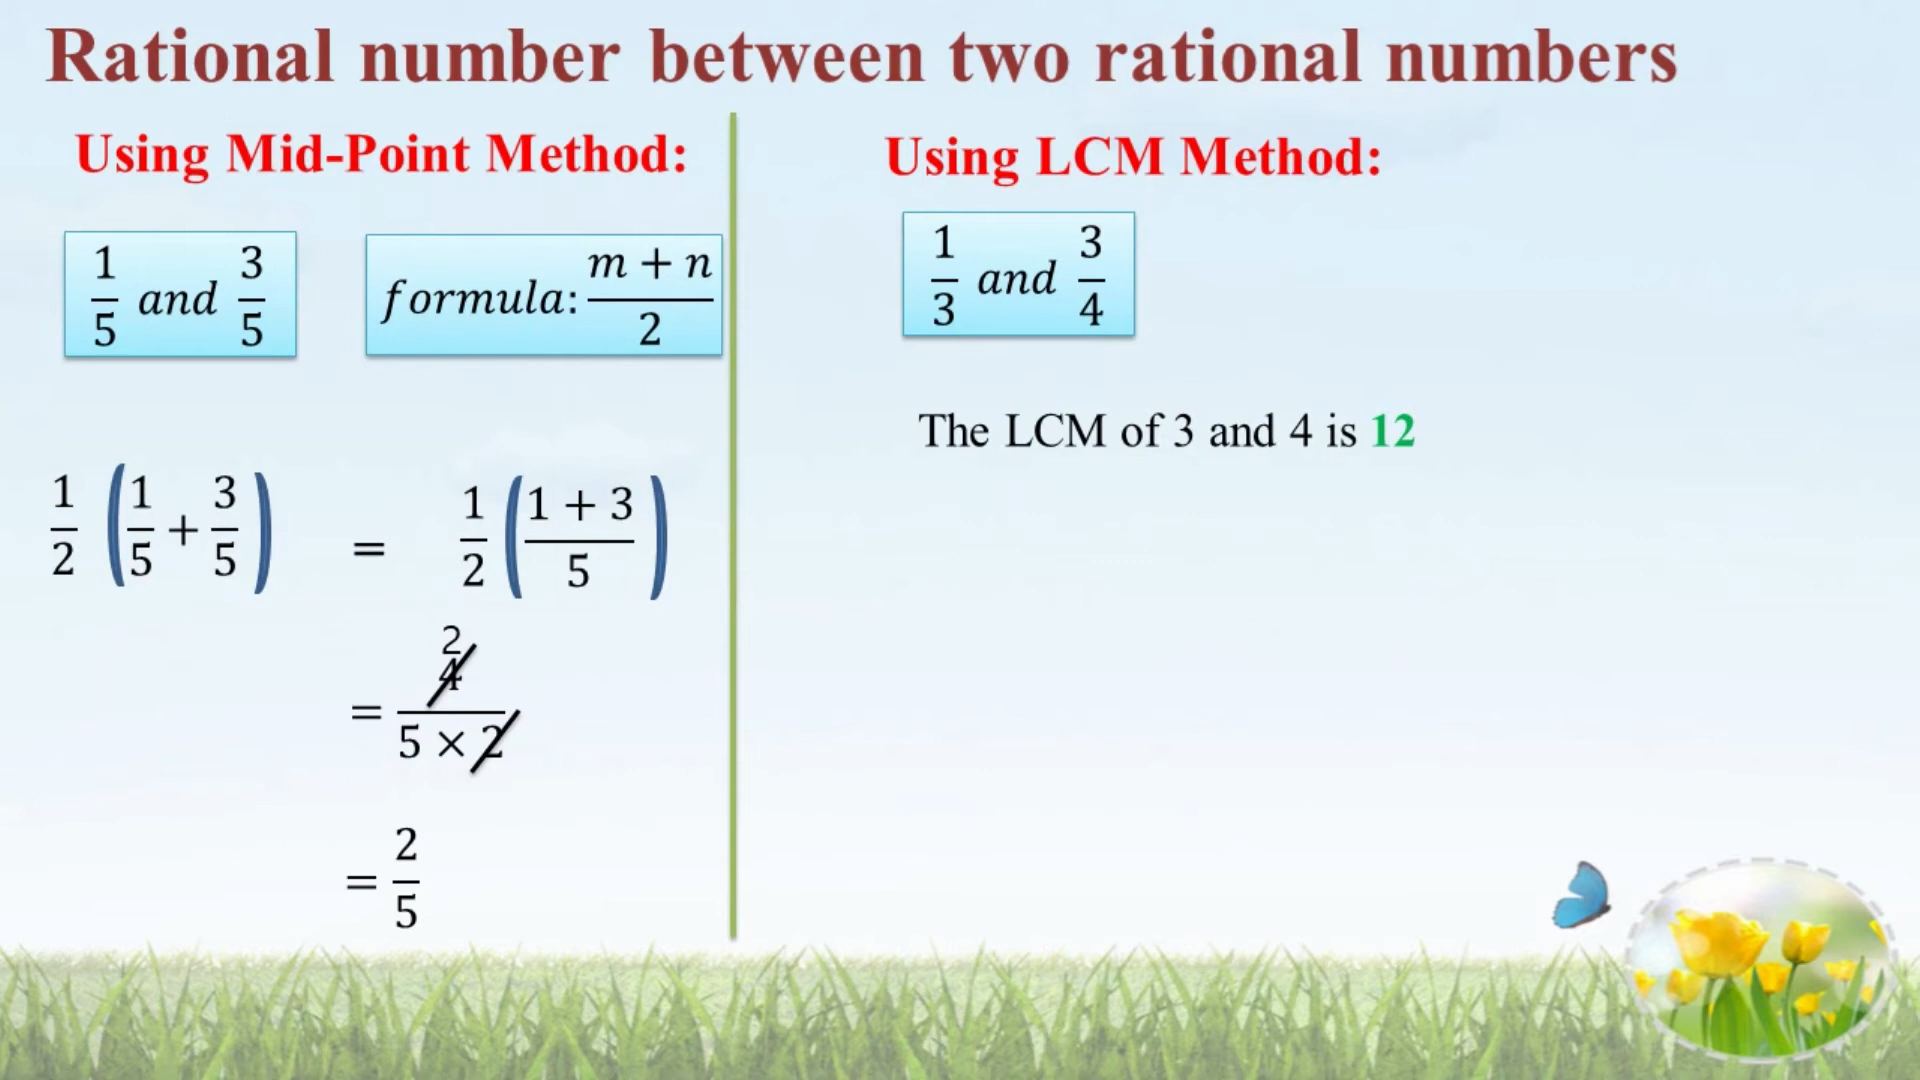 Rational number between two rational numbers
Using Mid-Point Method:
1/5 and 3/5
formula: (m + n)/2
1/2 (1/5 + 3/5) = 1/2 ((1 + 3)/5)
2
= 4/(5 × 2)
= 2/5
Using LCM Method:
1/3 and 3/4
The LCM of 3 and 4 is 12